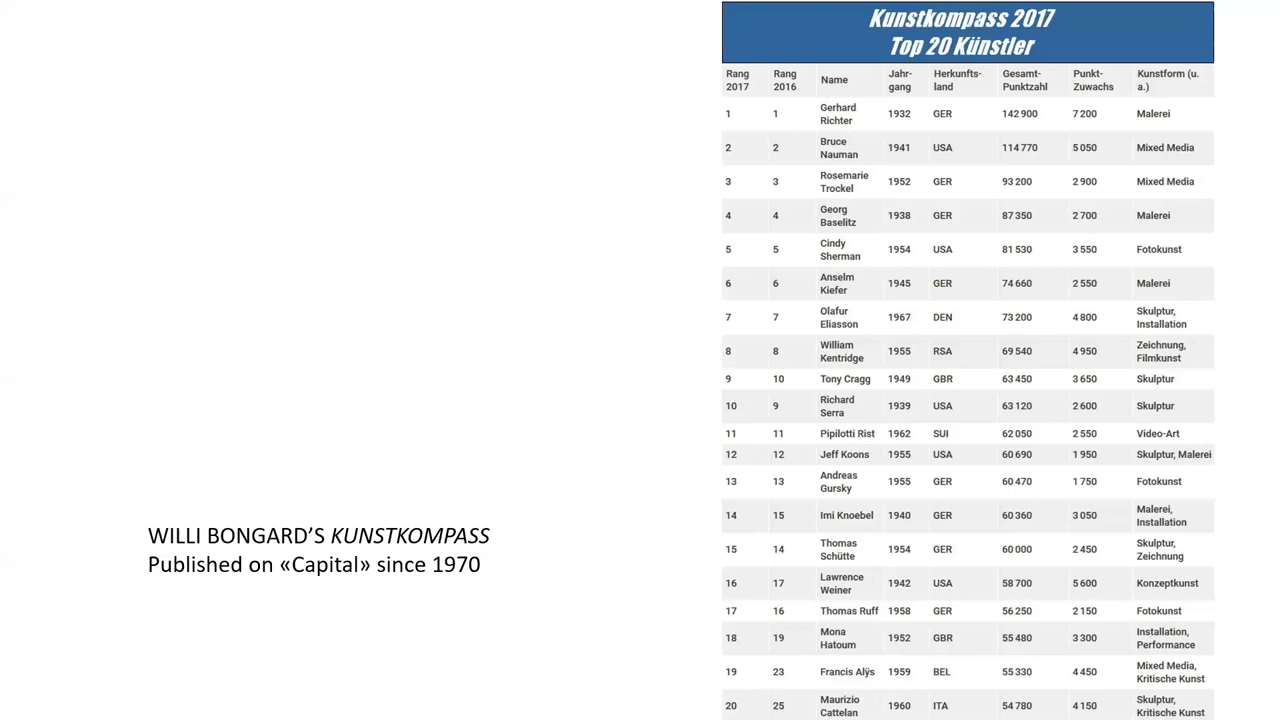 Kunstkompass 2017
Top 20 Künstler
Rang 2017 Rang 2016 Name Jahr-gang Herkunfts-land Gesamt-Punktzahl Punkt-Zuwachs Kunstform (u. a.)
1 1 Gerhard Richter 1932 GER 142 900 7 200 Malerei
2 2 Bruce Nauman 1941 USA 114 770 5 050 Mixed Media
3 3 Rosemarie Trockel 1952 GER 93 200 2 900 Mixed Media
4 4 Georg Baselitz 1938 GER 87 350 2 700 Malerei
5 5 Cindy Sherman 1954 USA 81 530 3 550 Fotokunst
6 6 Anselm Kiefer 1945 GER 74 660 2 550 Malerei
7 7 Olafur Eliasson 1967 DEN 73 200 4 800 Skulptur, Installation
8 8 William Kentridge 1955 RSA 69 540 4 950 Zeichnung, Filmkunst
9 10 Tony Cragg 1949 GBR 63 450 3 650 Skulptur
10 9 Richard Serra 1939 USA 63 120 2 600 Skulptur
11 11 Pipilotti Rist 1962 SUI 62 050 2 550 Video-Art
12 12 Jeff Koons 1955 USA 60 690 1 950 Skulptur, Malerei
13 13 Andreas Gursky 1955 GER 60 470 1 750 Fotokunst
14 15 Imi Knoebel 1940 GER 60 360 3 050 Malerei, Installation
15 14 Thomas Schütte 1954 GER 60 000 2 450 Skulptur, Zeichnung
16 17 Lawrence Weiner 1942 USA 58 700 5 600 Konzeptkunst
17 16 Thomas Ruff 1958 GER 56 250 2 150 Fotokunst
18 19 Mona Hatoum 1952 GBR 55 480 3 300 Installation, Performance
19 23 Francis Alÿs 1959 BEL 55 330 4 450 Mixed Media, Kritische Kunst
20 25 Maurizio Cattelan 1960 ITA 54 780 4 150 Skulptur, Kritische Kunst
WILLI BONGARD’S KUNSTKOMPASS
Published on «Capital» since 1970